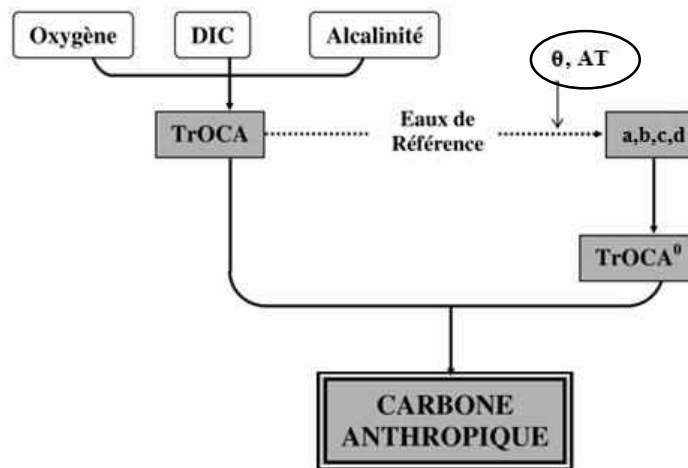 Oxygène
DIC
Alcalinité
θ, AT
TrOCA
Eaux de
Référence
a,b,c,d
TrOCA⁰
CARBONE
ANTHROPIQUE